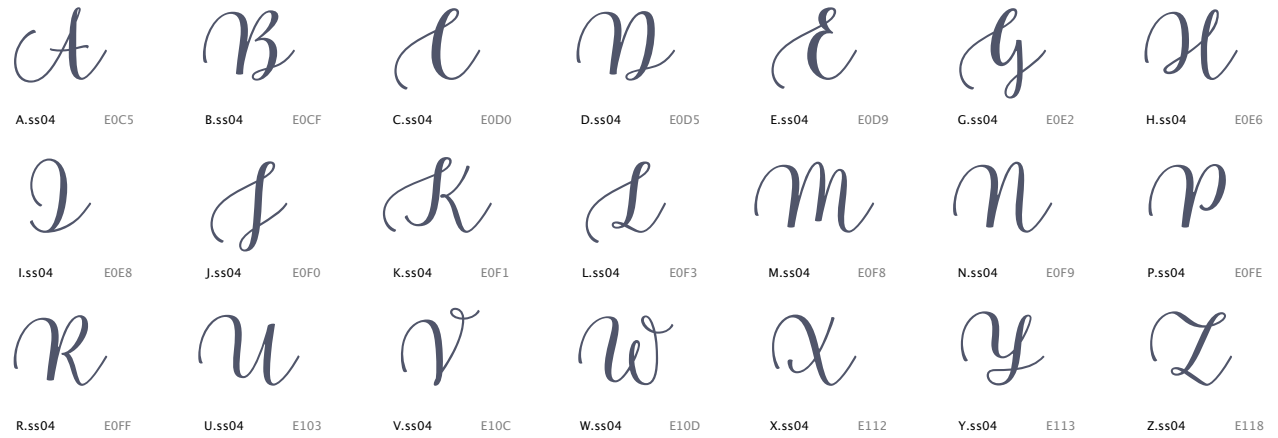 A B C D E G H
A.ss04 E0C5 B.ss04 E0CF C.ss04 E0D0 D.ss04 E0D5 E.ss04 E0D9 G.ss04 E0E2 H.ss04 E0E6
I J K L M N P
I.ss04 E0E8 J.ss04 E0F0 K.ss04 E0F1 L.ss04 E0F3 M.ss04 E0F8 N.ss04 E0F9 P.ss04 E0FE
R U V W X Y Z
R.ss04 E0FF U.ss04 E103 V.ss04 E10C W.ss04 E10D X.ss04 E112 Y.ss04 E113 Z.ss04 E118